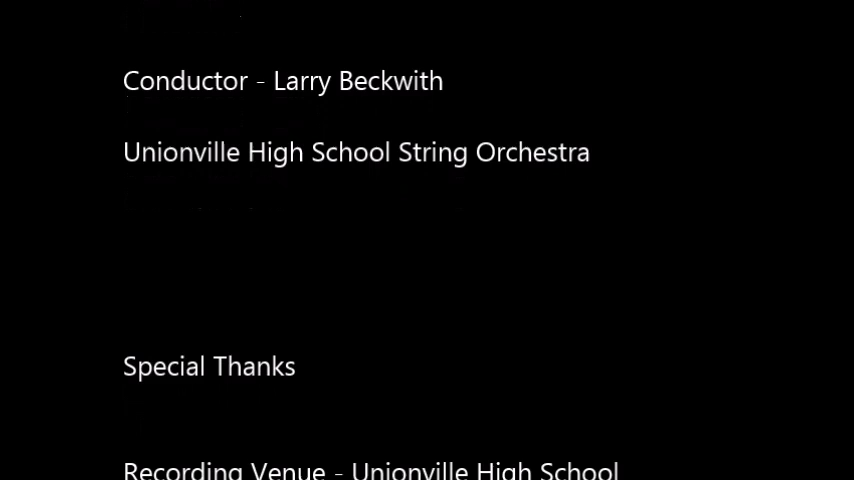 Conductor - Larry Beckwith
Unionville High School String Orchestra
Special Thanks
Recording Venue - Unionville High School